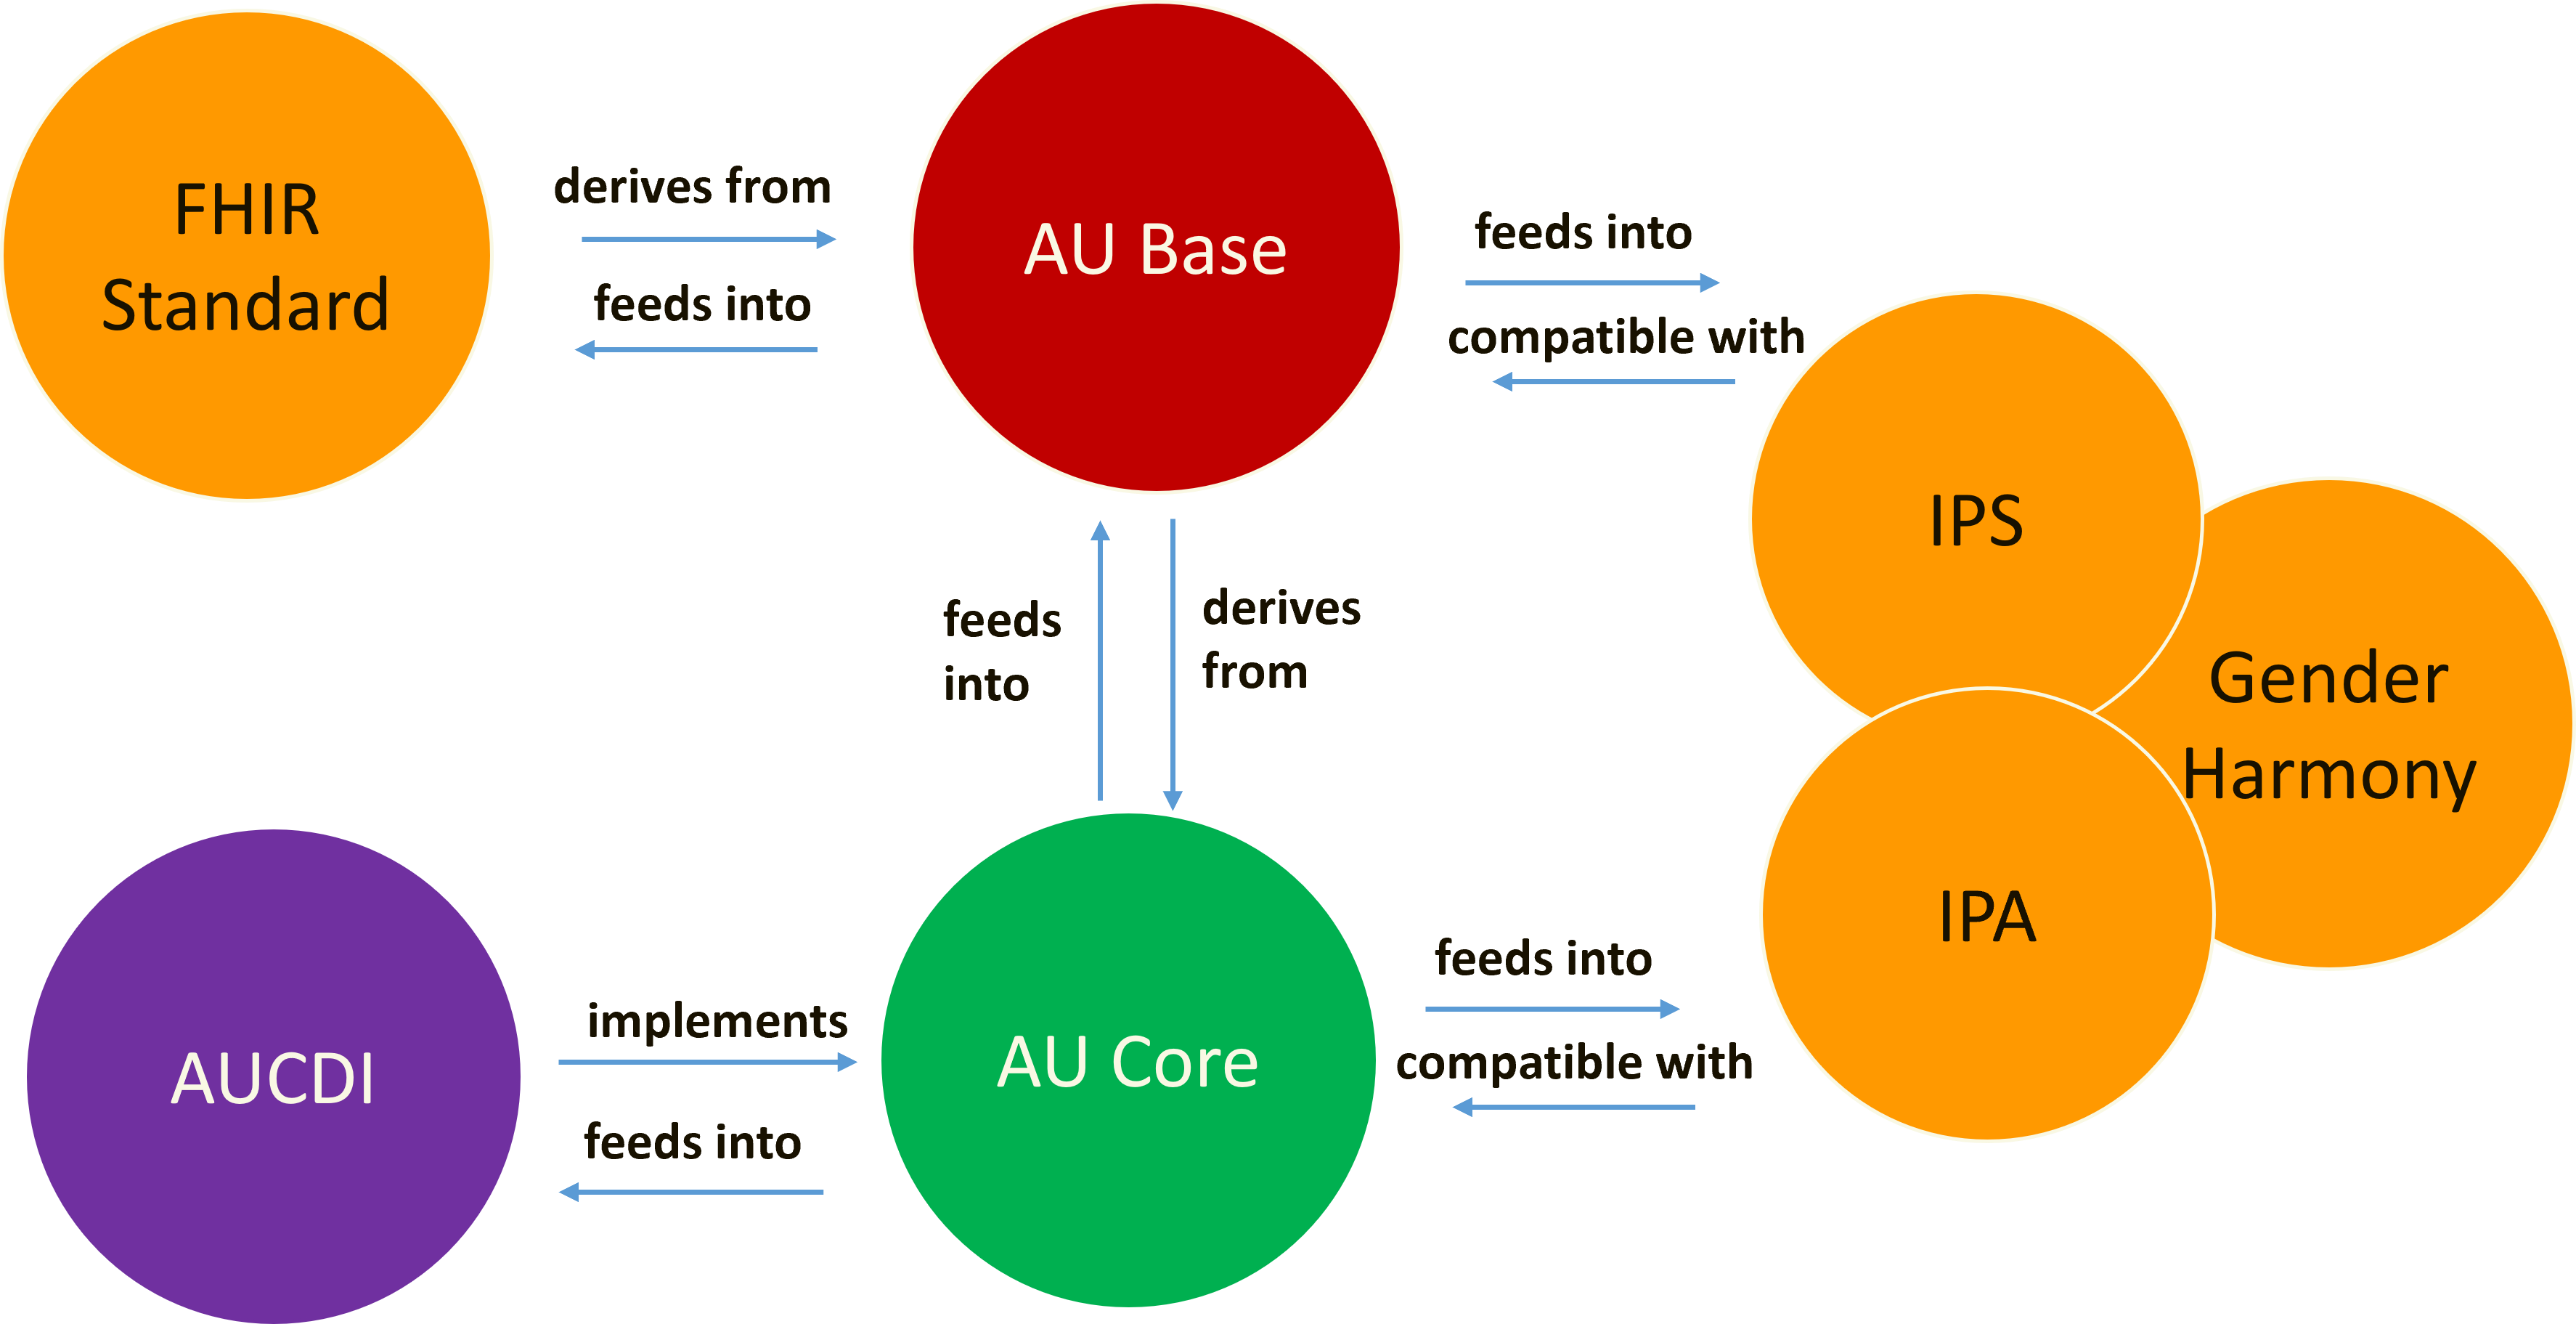 FHIR
Standard
derives from
feeds into
AU Base
feeds into
compatible with
IPS
Gender
Harmony
IPA
feeds
into
derives
from
AUCDI
implements
feeds into
AU Core
feeds into
compatible with